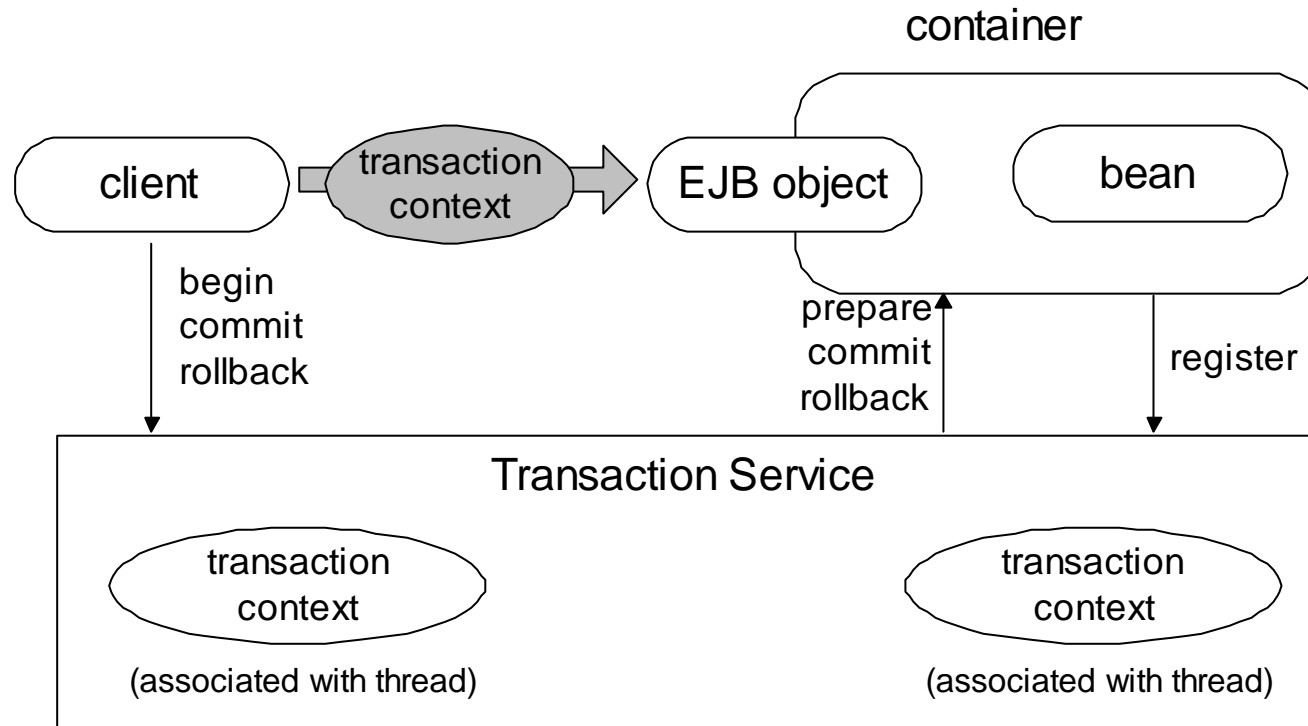 container
client
transaction
context
EJB object
bean
begin
commit
rollback
prepare
commit
rollback
register
Transaction Service
transaction
context
(associated with thread)
transaction
context
(associated with thread)